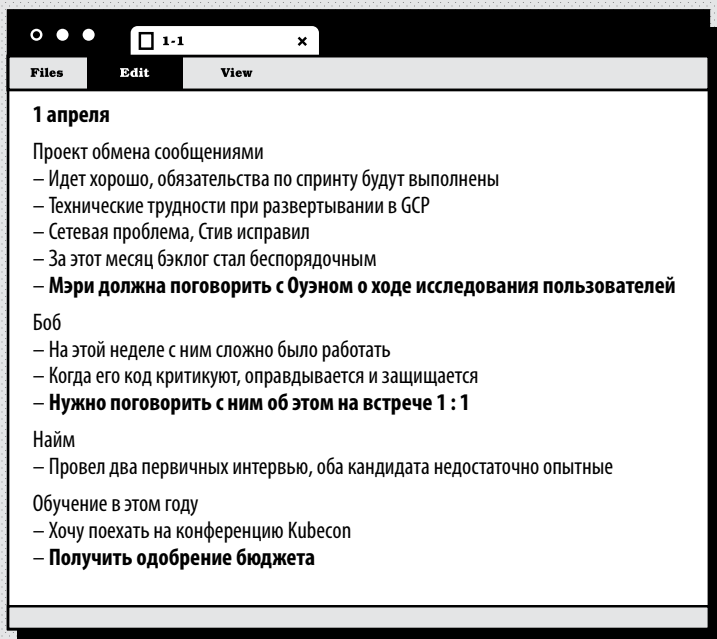 1-1 ×
Files Edit View
1 апреля
Проект обмена сообщениями
– Идет хорошо, обязательства по спринту будут выполнены
– Технические трудности при развертывании в GCP
– Сетевая проблема, Стив исправил
– За этот месяц бэклог стал беспорядочным
– Мэри должна поговорить с Оуэном о ходе исследования пользователей
Боб
– На этой неделе с ним сложно было работать
– Когда его код критикуют, оправдывается и защищается
– Нужно поговорить с ним об этом на встрече 1 : 1
Найм
– Провел два первичных интервью, оба кандидата недостаточно опытные
Обучение в этом году
– Хочу поехать на конференцию Kubecon
– Получить одобрение бюджета